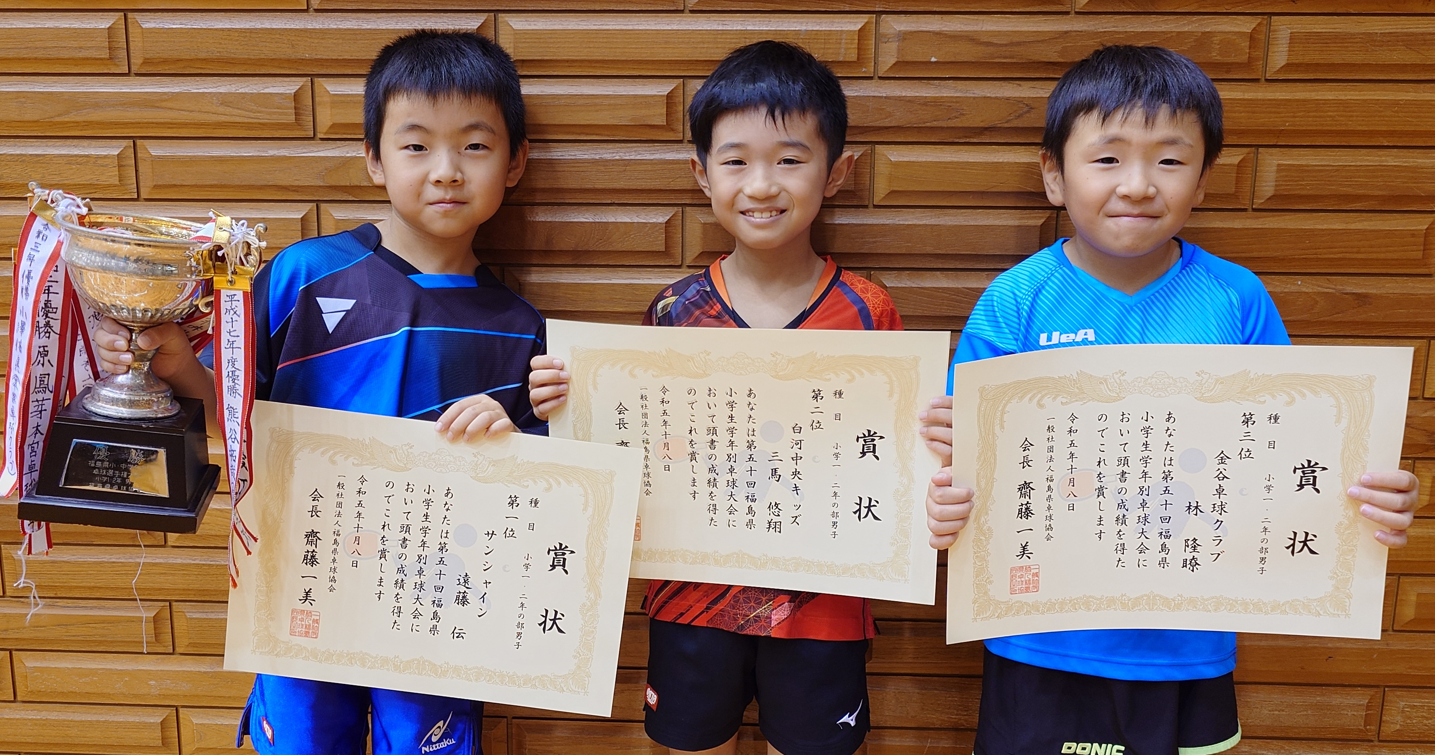 平成十七年度優勝 熊谷
優勝
賞状
種目 小学一・二年の部男子
第一位
サンシャイン
遠藤 伝
あなたは第五十回福島県
小学生学年別卓球大会に
おいて頭書の成績を得た
のでこれを賞します
令和五年十月八日
一般社団法人福島県卓球協会
会長 齋藤一美
Nittaku
賞状
種目 小学一・二年の部男子
第二位
白河中央キッズ
三馬 悠翔
あなたは第五十回福島県
小学生学年別卓球大会に
おいて頭書の成績を得た
のでこれを賞します
令和五年十月八日
一般社団法人福島県卓球協会
会長
UeA
賞状
種目 小学一・二年の部男子
第三位
金谷卓球クラブ
林 隆瞭
あなたは第五十回福島県
小学生学年別卓球大会に
おいて頭書の成績を得た
のでこれを賞します
令和五年十月八日
一般社団法人福島県卓球協会
会長 齋藤一美
DONIC